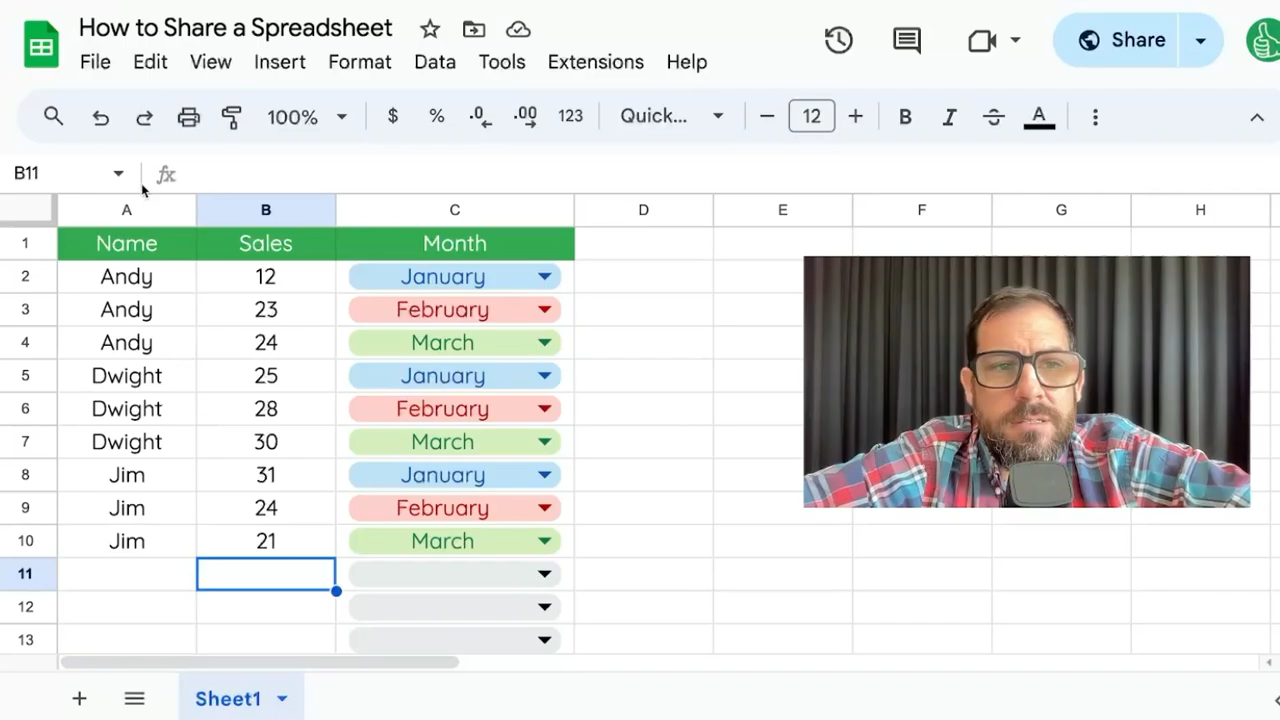 How to Share a Spreadsheet
Share
File Edit View Insert Format Data Tools Extensions Help
100% $ % .0 .00 123 Quick... 12 B I S A
B11 fx
A B C D E F G H
1 Name Sales Month
2 Andy 12 January
3 Andy 23 February
4 Andy 24 March
5 Dwight 25 January
6 Dwight 28 February
7 Dwight 30 March
8 Jim 31 January
9 Jim 24 February
10 Jim 21 March
11
12
13
Sheet1